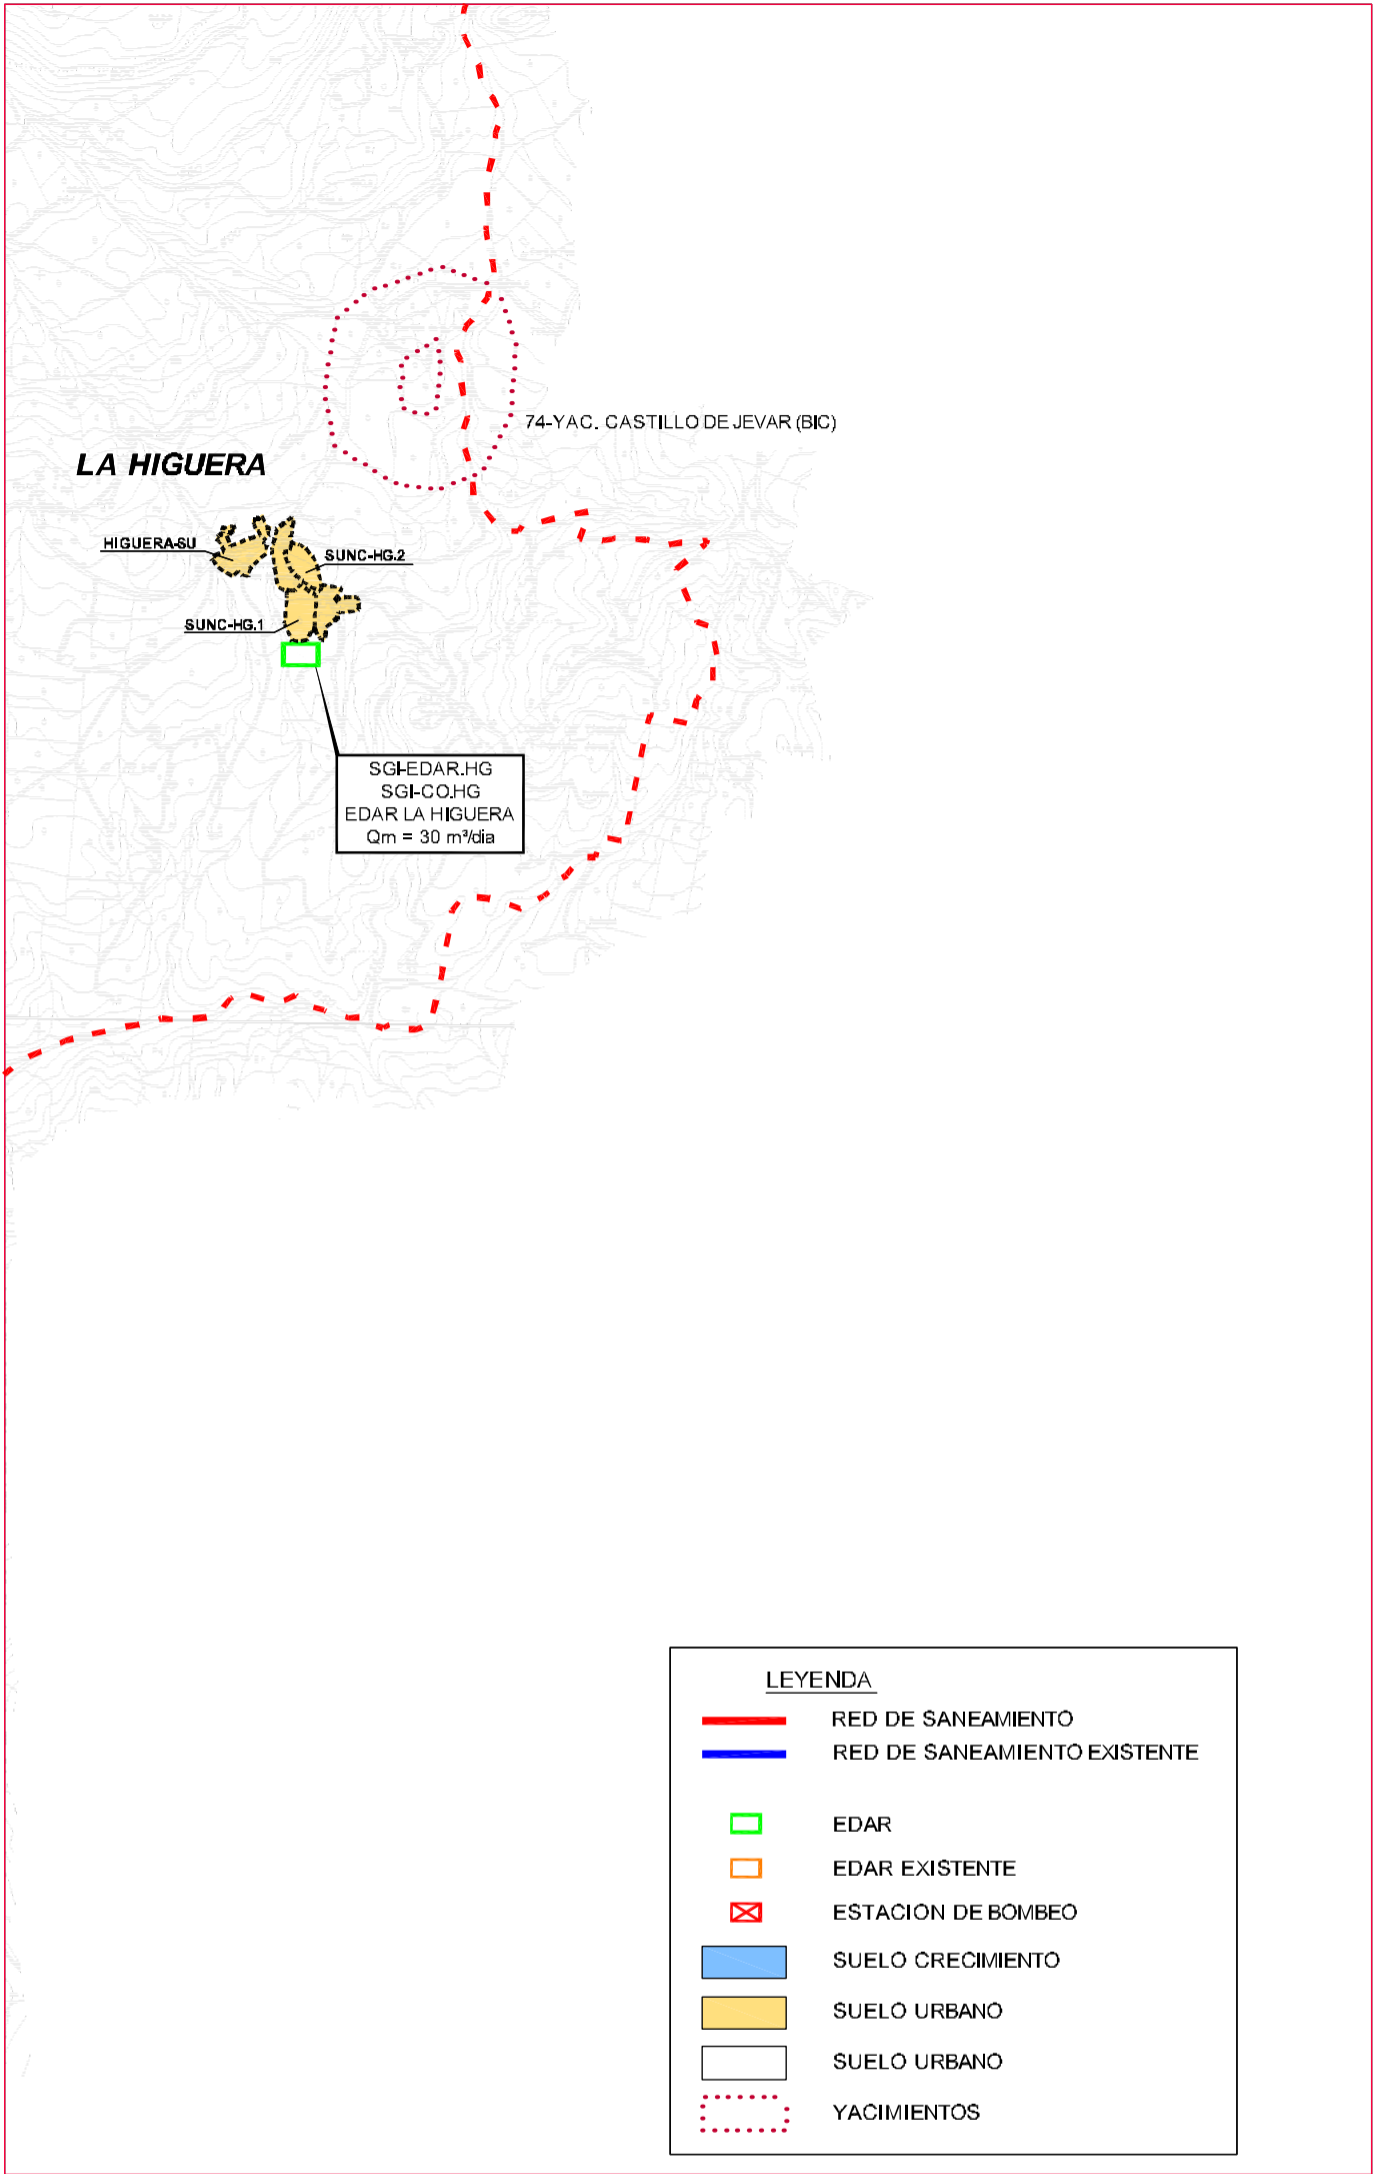 74-YAC. CASTILLO DE JEVAR (BIC)
LA HIGUERA
HIGUERA-SU
SUNC-HG.2
SUNC-HG.1
SGI-EDAR.HG
SGI-CO.HG
EDAR LA HIGUERA
Qm = 30 m³/dia
LEYENDA
RED DE SANEAMIENTO
RED DE SANEAMIENTO EXISTENTE
EDAR
EDAR EXISTENTE
ESTACION DE BOMBEO
SUELO CRECIMIENTO
SUELO URBANO
SUELO URBANO
YACIMIENTOS